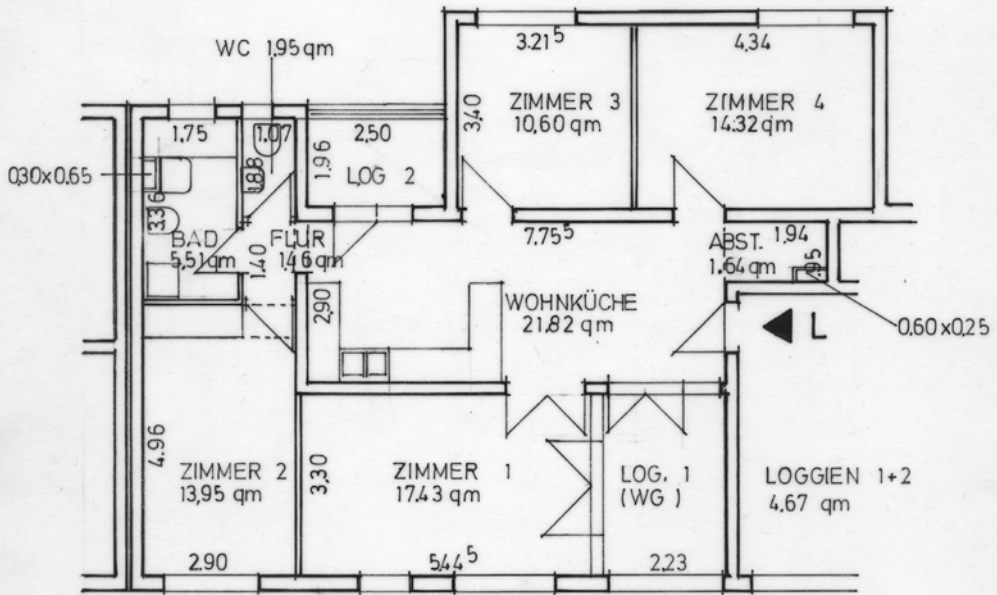 WC 1,95 qm
3.21⁵
4,34
ZIMMER 3
10,60 qm
3,40
ZIMMER 4
14.32 qm
1,75
1,07
2,50
1,96
LOG 2
1,88
0,30x0,65
3,36
BAD
5,51 qm
FLUR
1,46 qm
1,40
7.75⁵
ABST.
1.64 qm
1,94
,95
2,90
WOHNKÜCHE
21,82 qm
L
0,60 x 0,25
4,96
ZIMMER 2
13,95 qm
3,30
ZIMMER 1
17.43 qm
LOG. 1
(WG)
LOGGIEN 1+2
4.67 qm
2.90
5.44⁵
2,23